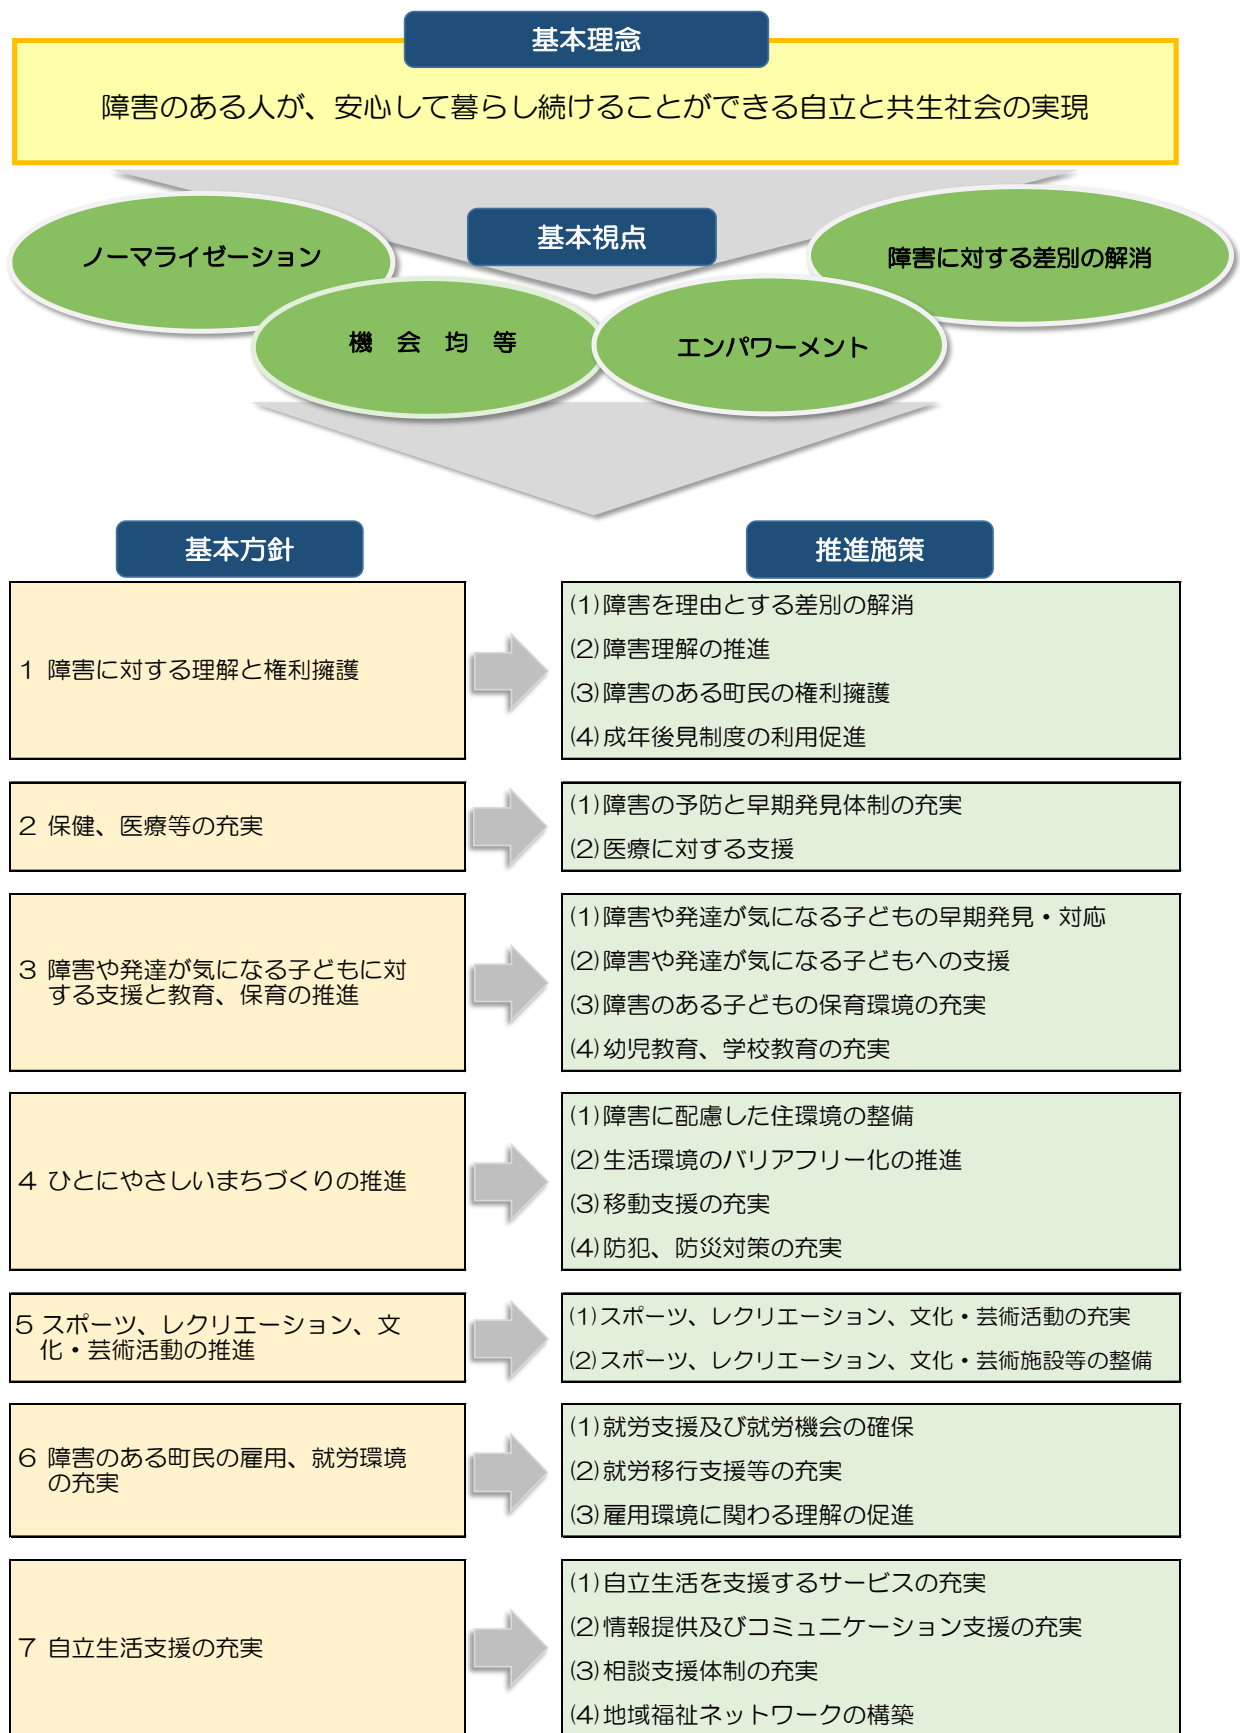 基本理念
障害のある人が、安心して暮らし続けることができる自立と共生社会の実現
基本視点
ノーマライゼーション
障害に対する差別の解消
機 会 均 等
エンパワーメント
基本方針
推進施策
1 障害に対する理解と権利擁護
(1)障害を理由とする差別の解消
(2)障害理解の推進
(3)障害のある町民の権利擁護
(4)成年後見制度の利用促進
2 保健、医療等の充実
(1)障害の予防と早期発見体制の充実
(2)医療に対する支援
3 障害や発達が気になる子どもに対
する支援と教育、保育の推進
(1)障害や発達が気になる子どもの早期発見・対応
(2)障害や発達が気になる子どもへの支援
(3)障害のある子どもの保育環境の充実
(4)幼児教育、学校教育の充実
4 ひとにやさしいまちづくりの推進
(1)障害に配慮した住環境の整備
(2)生活環境のバリアフリー化の推進
(3)移動支援の充実
(4)防犯、防災対策の充実
5 スポーツ、レクリエーション、文
化・芸術活動の推進
(1)スポーツ、レクリエーション、文化・芸術活動の充実
(2)スポーツ、レクリエーション、文化・芸術施設等の整備
6 障害のある町民の雇用、就労環境
の充実
(1)就労支援及び就労機会の確保
(2)就労移行支援等の充実
(3)雇用環境に関わる理解の促進
7 自立生活支援の充実
(1)自立生活を支援するサービスの充実
(2)情報提供及びコミュニケーション支援の充実
(3)相談支援体制の充実
(4)地域福祉ネットワークの構築